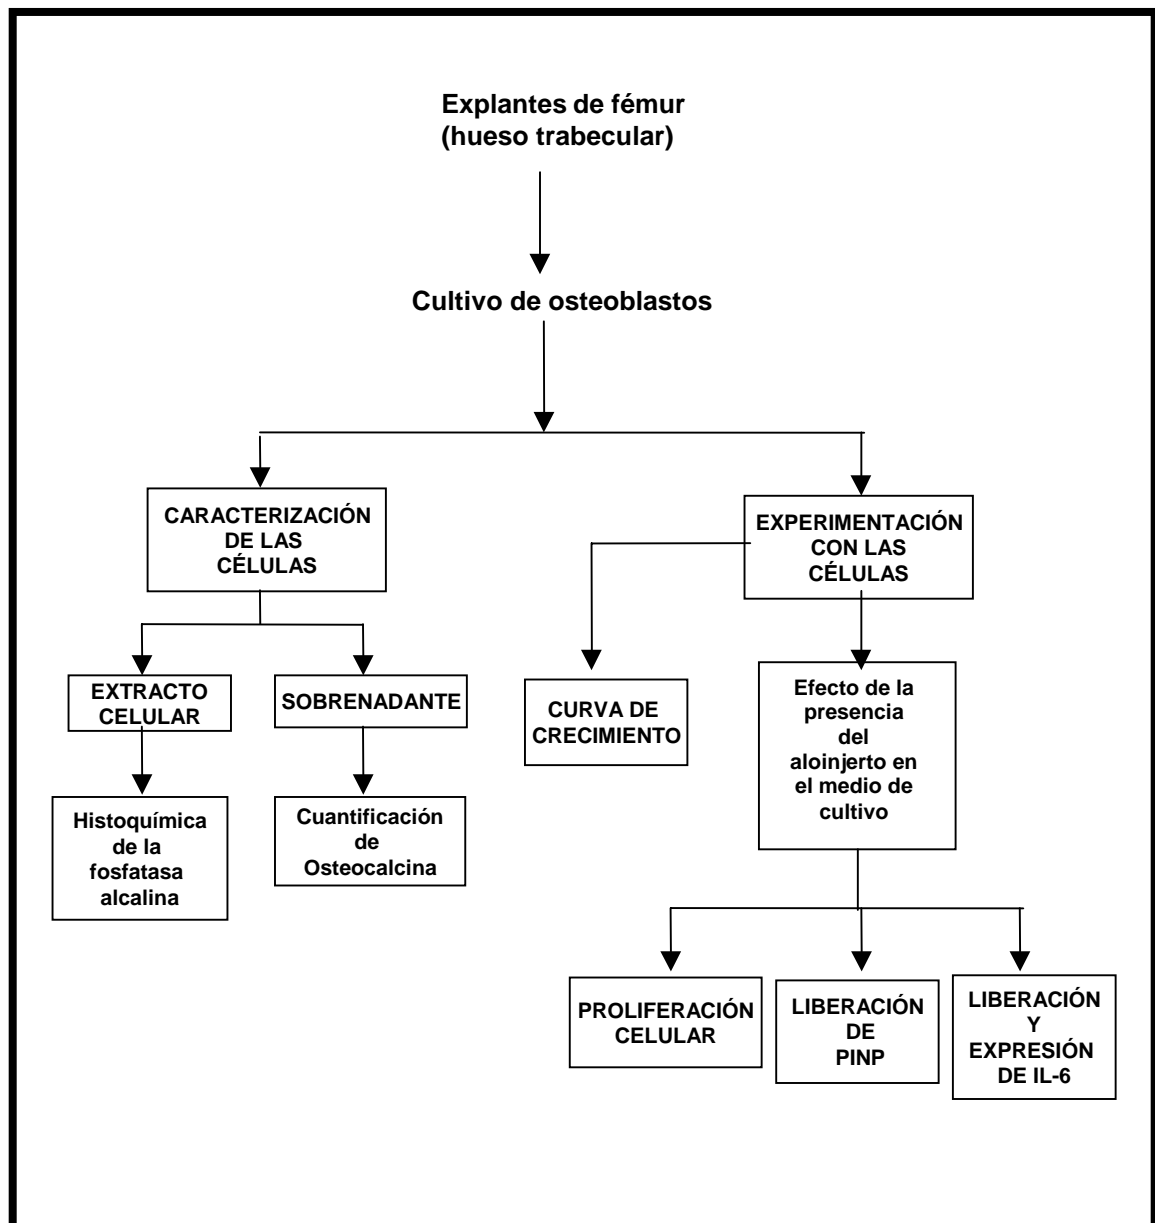 Explantes de fémur
(hueso trabecular)
Cultivo de osteoblastos
CARACTERIZACIÓN
DE LAS
CÉLULAS
EXPERIMENTACIÓN
CON LAS
CÉLULAS
EXTRACTO
CELULAR
SOBRENADANTE
CURVA DE
CRECIMIENTO
Efecto de la
presencia
del
aloinjerto en
el medio de
cultivo
Histoquímica
de la
fosfatasa
alcalina
Cuantificación
de
Osteocalcina
PROLIFERACIÓN
CELULAR
LIBERACIÓN
DE
PINP
LIBERACIÓN
Y
EXPRESIÓN
DE IL-6